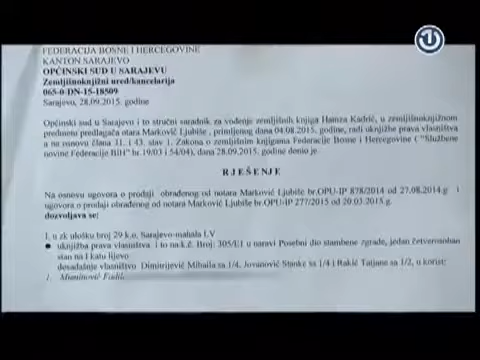 FEDERACIJA BOSNE I HERCEGOVINE
KANTON SARAJEVO
OPĆINSKI SUD U SARAJEVU
Zemljišnoknjižni ured/kancelarija
065-0-DN-15-18509
Sarajevo, 28.09.2015. godine
Općinski sud u Sarajevu i to stručni saradnik za vođenje zemljišnih knjiga Hamza Kadrić, u zemljišnoknjižnom
predmetu predlagača notara Marković Ljubiše, primljenog dana 04.08.2015. godine, radi uknjižbe prava vlasništva
a na osnovu člana 31. i 43. stav 1. Zakona o zemljišnim knjigama Federacije Bosne i Hercegovine ( "Službene
novine Federacije BIH" br.19/03 i 54/04), dana 28.09.2015. godine donio je
RJEŠENJE
Na osnovu ugovora o prodaji obrađenog od notara Marković Ljubiše br.OPU-IP 878/2014 od 27.08.2014.g i
ugovora o prodaji obrađenog od notara Marković Ljubiše br.OPU-IP 277/2015 od 20.03.2015.g.
dozvoljava se:
1. u zk ulošku broj 29 k.o. Sarajevo-mahala LV
● uknjižba prava vlasništva i to na k.č. Broj: 305/E1 u naravi Posebni dio stambene zgrade, jedan četverosoban
stan na I katu lijevo
dosadašnje vlasništvo Dimitrijević Mihaila sa 1/4, Jovanović Stanke sa 1/4 i Rakić Tatjane sa 1/2, u korist:
1.
1